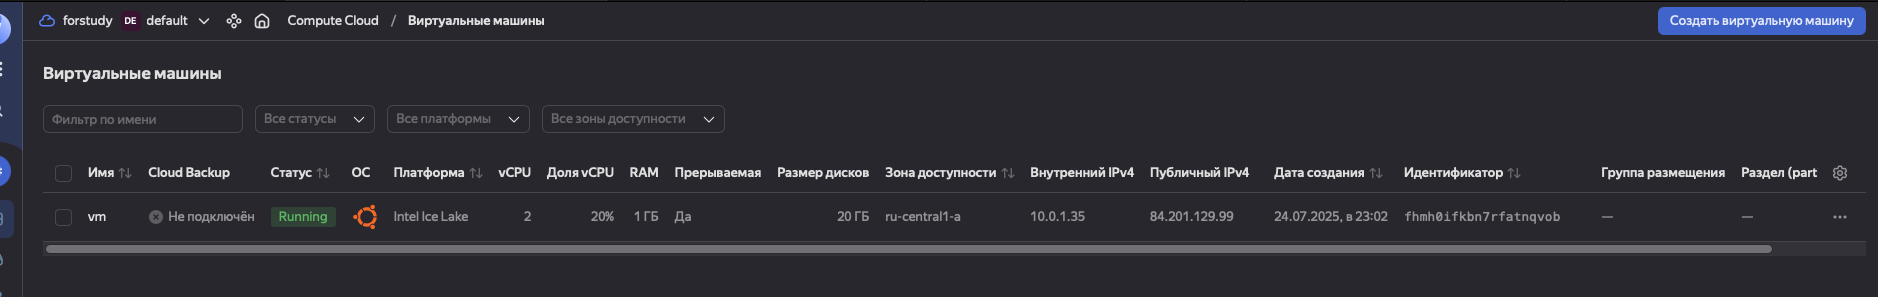 forstudy DE default Compute Cloud / Виртуальные машины Создать виртуальную машину
Виртуальные машины
Фильтр по имени Все статусы Все платформы Все зоны доступности
Имя Cloud Backup Статус ОС Платформа vCPU Доля vCPU RAM Прерываемая Размер дисков Зона доступности Внутренний IPv4 Публичный IPv4 Дата создания Идентификатор Группа размещения Раздел (part
vm Не подключён Running Intel Ice Lake 2 20% 1 ГБ Да 20 ГБ ru-central1-a 10.0.1.35 84.201.129.99 24.07.2025, в 23:02 fhmh0ifkbn7rfatnqvob — —